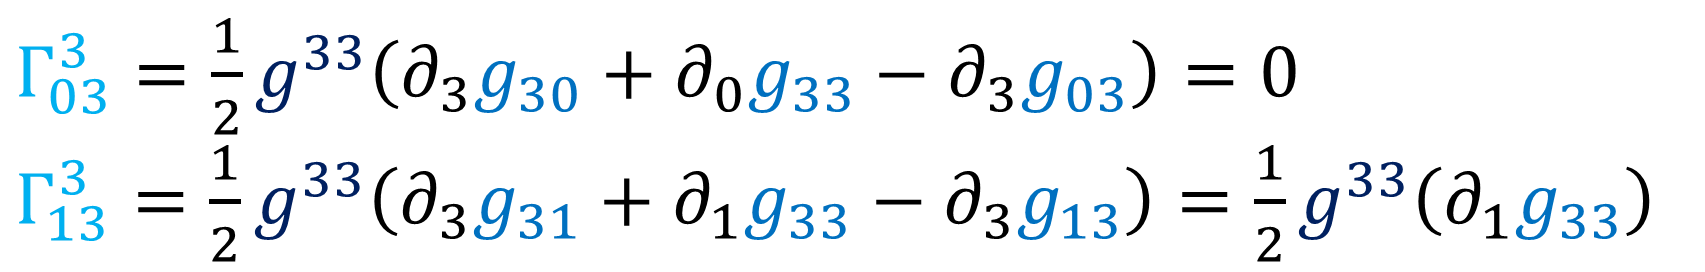 Γ³₀₃ = ½ g³³(∂₃g₃₀ + ∂₀g₃₃ − ∂₃g₀₃) = 0
Γ³₁₃ = ½ g³³(∂₃g₃₁ + ∂₁g₃₃ − ∂₃g₁₃) = ½ g³³(∂₁g₃₃)